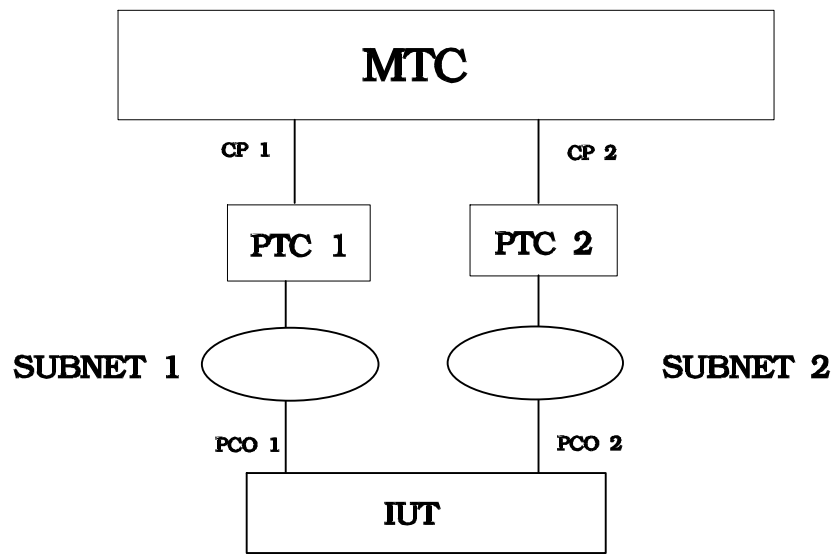 MTC
CP 1
CP 2
PTC 1
PTC 2
SUBNET 1
SUBNET 2
PCO 1
PCO 2
IUT